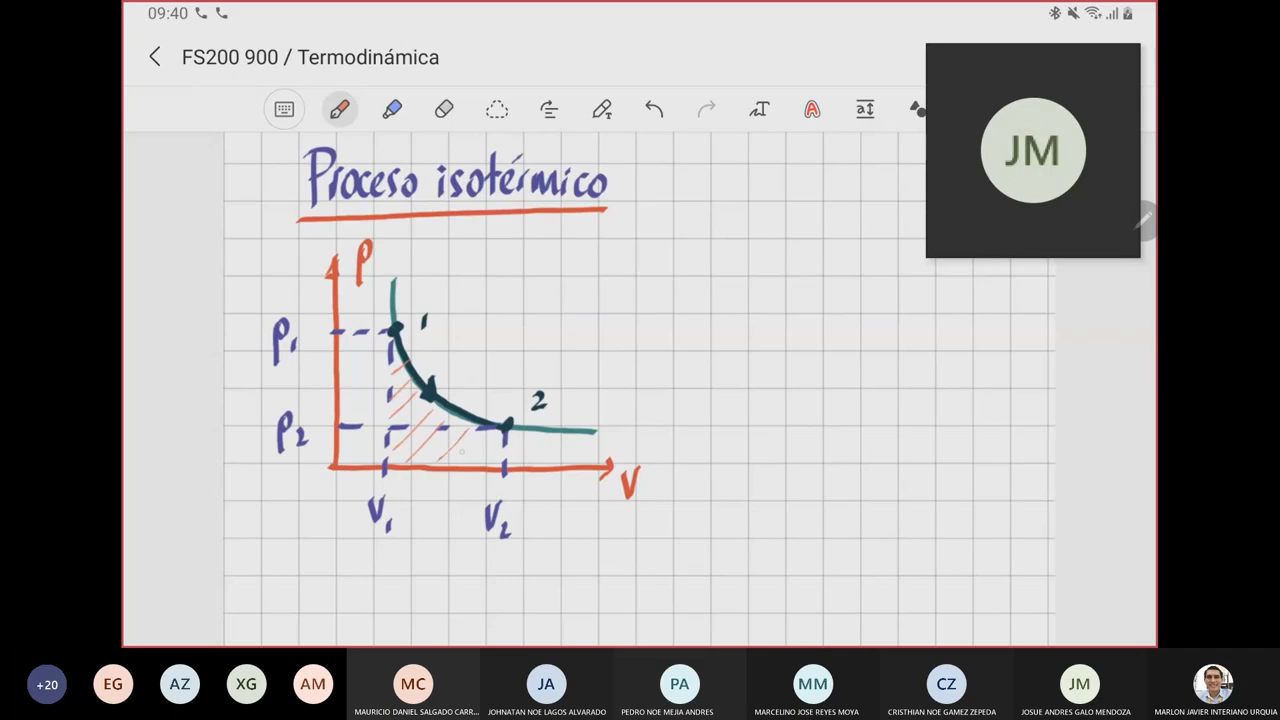 09:40
FS200 900 / Termodinámica
JM
Proceso isotérmico
P
1
P1
2
P2
V
V1
V2
+20
EG
AZ
XG
AM
MC
JA
PA
MM
CZ
JM
MAURICIO DANIEL SALGADO CARR...
JOHNATAN NOE LAGOS ALVARADO
PEDRO NOE MEJIA ANDRES
MARCELINO JOSE REYES MOYA
CRISTHIAN NOE GAMEZ ZEPEDA
JOSUE ANDRES GALO MENDOZA
MARLON JAVIER INTERIANO URQUIA